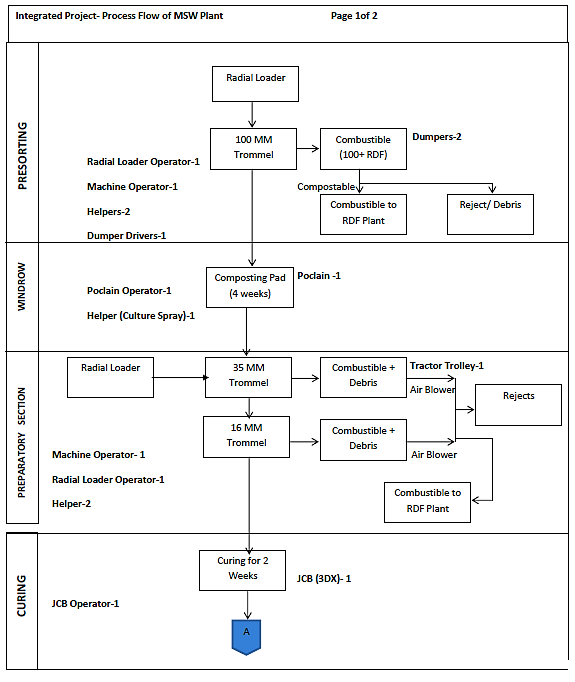 Integrated Project- Process Flow of MSW Plant Page 1of 2
PRESORTING
Radial Loader
100 MM
Trommel
Combustible
(100+ RDF)
Dumpers-2
Radial Loader Operator-1
Machine Operator-1
Helpers-2
Dumper Drivers-1
Compostable
Combustible to
RDF Plant
Reject/ Debris
WINDROW
Composting Pad
(4 weeks)
Poclain -1
Poclain Operator-1
Helper (Culture Spray)-1
PREPARATORY SECTION
Radial Loader
35 MM
Trommel
Combustible +
Debris
Tractor Trolley-1
Air Blower
Rejects
16 MM
Trommel
Combustible +
Debris
Air Blower
Machine Operator- 1
Radial Loader Operator-1
Helper-2
Combustible to
RDF Plant
CURING
Curing for 2
Weeks
JCB (3DX)- 1
JCB Operator-1
A